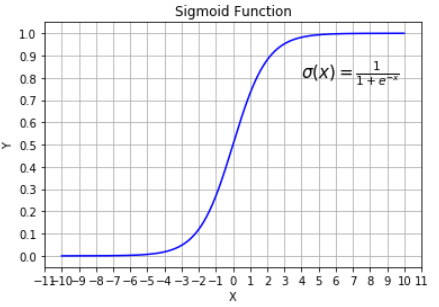 Sigmoid Function
1.0
0.9
0.8
0.7
0.6
0.5
0.4
0.3
0.2
0.1
0.0
Y
σ(x) = 1/(1 + e^{-x})
−11 −10 −9 −8 −7 −6 −5 −4 −3 −2 −1 0 1 2 3 4 5 6 7 8 9 10 11
X